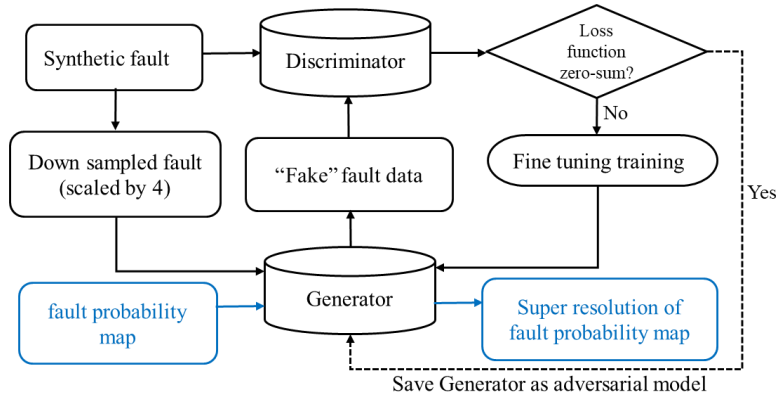 Synthetic fault
Discriminator
Loss
function
zero-sum?
No
Down sampled fault
(scaled by 4)
“Fake” fault data
Fine tuning training
Yes
Generator
fault probability
map
Super resolution of
fault probability map
Save Generator as adversarial model